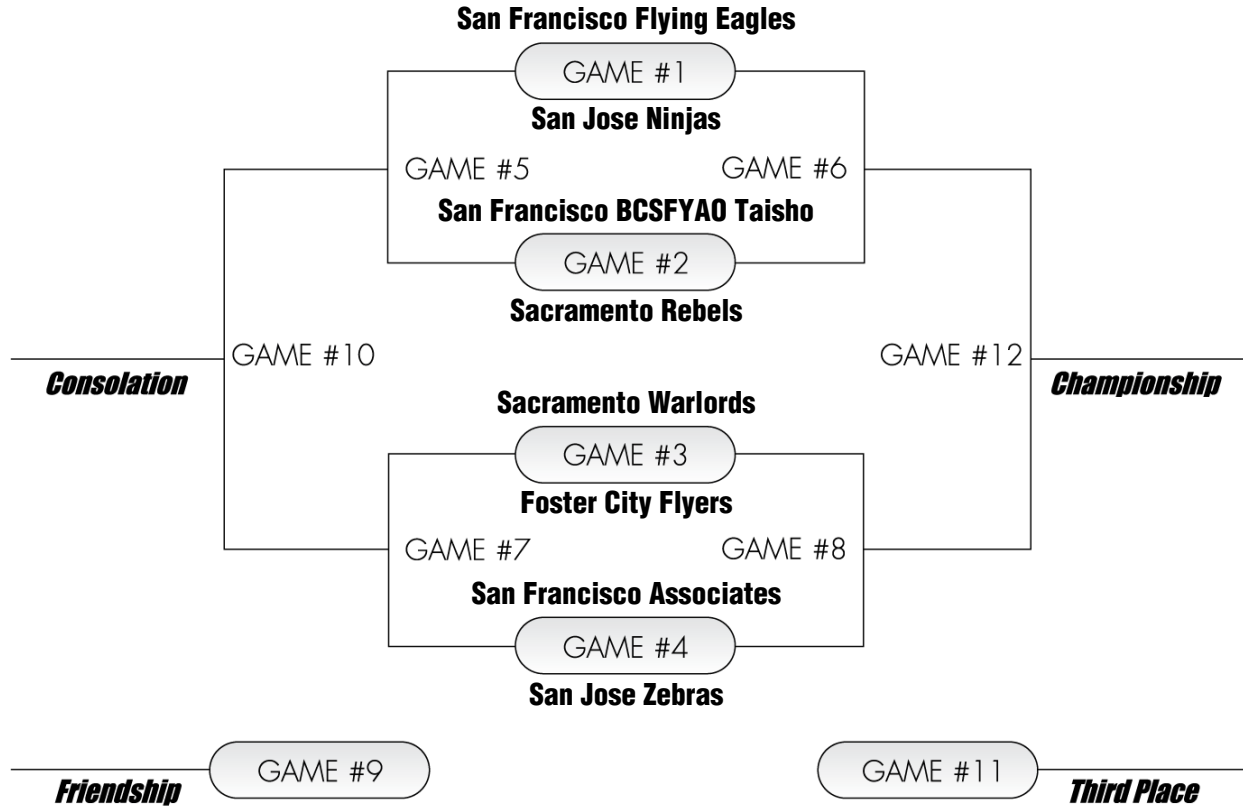 San Francisco Flying Eagles
GAME #1
San Jose Ninjas
GAME #5
GAME #6
San Francisco BCSFYAO Taisho
GAME #2
Sacramento Rebels
GAME #10
GAME #12
Consolation
Championship
Sacramento Warlords
GAME #3
Foster City Flyers
GAME #7
GAME #8
San Francisco Associates
GAME #4
San Jose Zebras
GAME #9
GAME #11
Friendship
Third Place